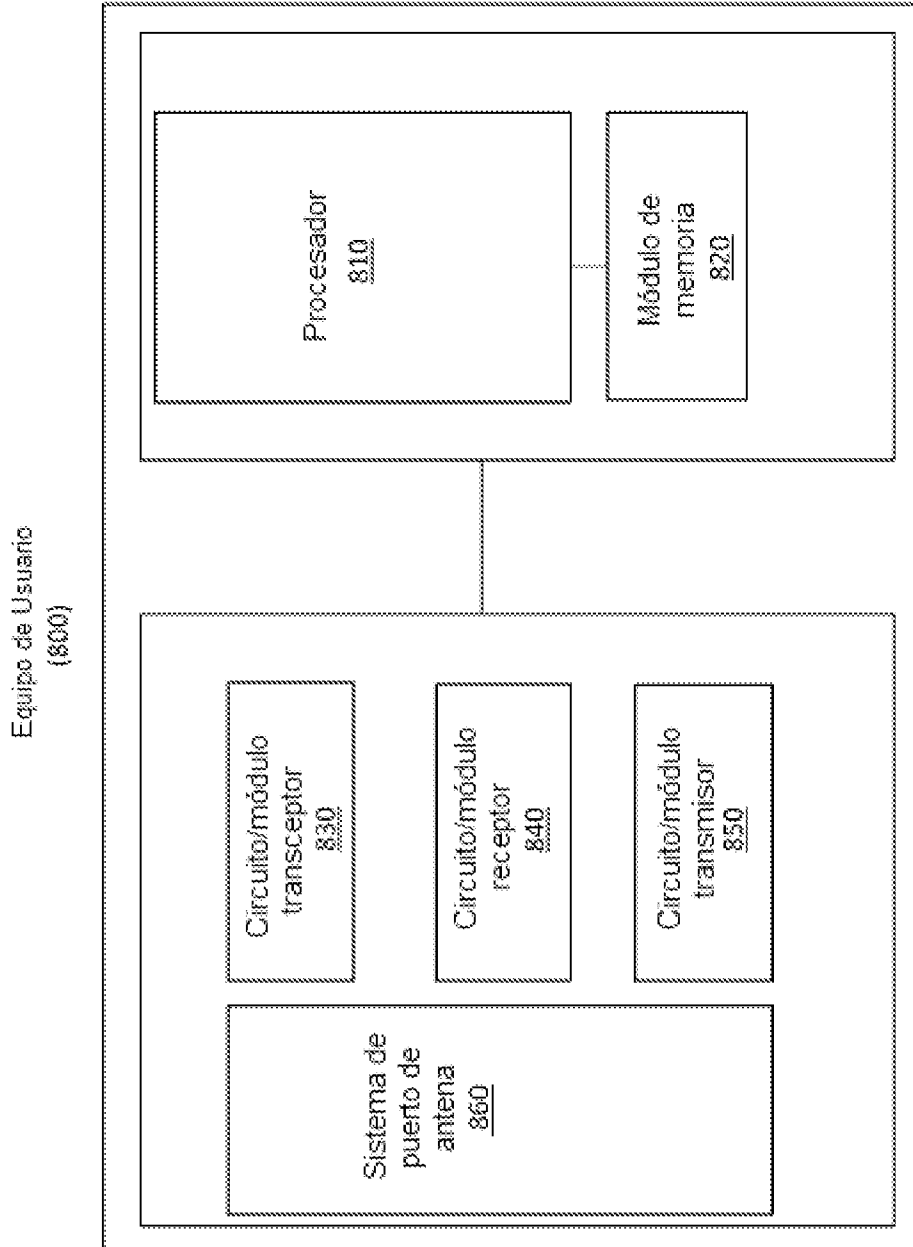 Equipo de Usuario
(800)
Sistema de
puerto de
antena
860
Circuito/módulo
transceptor
830
Circuito/módulo
receptor
840
Circuito/módulo
transmisor
850
Procesador
810
Módulo de
memoria
820